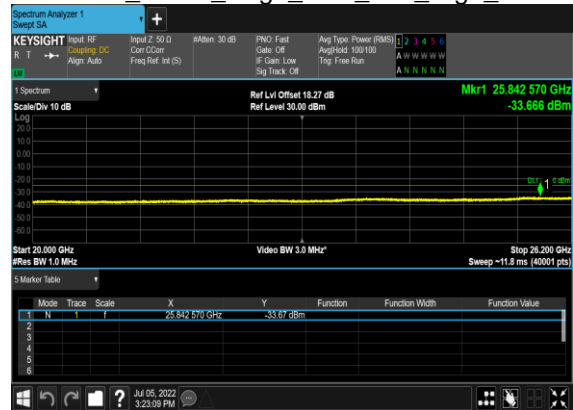 Spectrum Analyzer 1
Swept SA
+
KEYSIGHT Input: RF Input Z: 50 Ω #Atten: 30 dB PNO: Fast Avg Type: Power (RMS) 1 2 3 4 5 6
R T Coupling: DC Corr CCorr Gate: Off Avg|Hold: 100/100 A W W W W W
Align: Auto Freq Ref: Int (S) IF Gain: Low Trig: Free Run
Sig Track: Off A N N N N N
1 Spectrum Ref Lvl Offset 18.27 dB Mkr1 25.842 570 GHz
Scale/Div 10 dB Ref Level 30.00 dBm -33.666 dBm
Log
20.0
10.0
0.00
-10.0
-20.0
-30.0
-40.0
-50.0
-60.0
1
Start 20.000 GHz Video BW 3.0 MHz* Stop 26.200 GHz
#Res BW 1.0 MHz Sweep ~11.8 ms (40001 pts)
5 Marker Table
Mode Trace Scale X Y Function Function Width Function Value
1 N 1 f 25.842 570 GHz -33.67 dBm
2
3
4
5
6
? Jul 05, 2022
3:23:09 PM